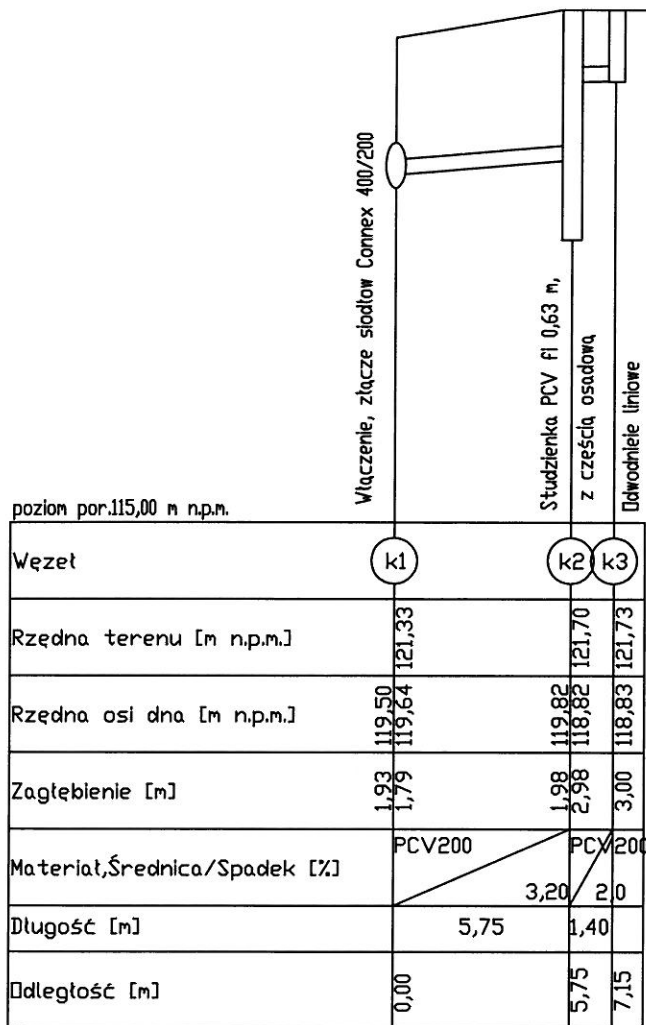 Włączenie, złącze siodłow Connex 400/200
Studzienka PCV fi 0,63 m,
z częścią osadową
Odwodnieie liniowe
poziom por.115,00 m n.p.m.
Węzeł k1 k2 k3
Rzędna terenu [m n.p.m.] 121,33 121,70 121,73
Rzędna osi dna [m n.p.m.] 119,50 119,64 119,82 118,82 118,83
Zagłębienie [m] 1,93 1,79 1,98 2,98 3,00
Materiał,Średnica/Spadek [%] PCV200 3,20 PCV200 2,0
Długość [m] 5,75 1,40
Odległość [m] 0,00 5,75 7,15